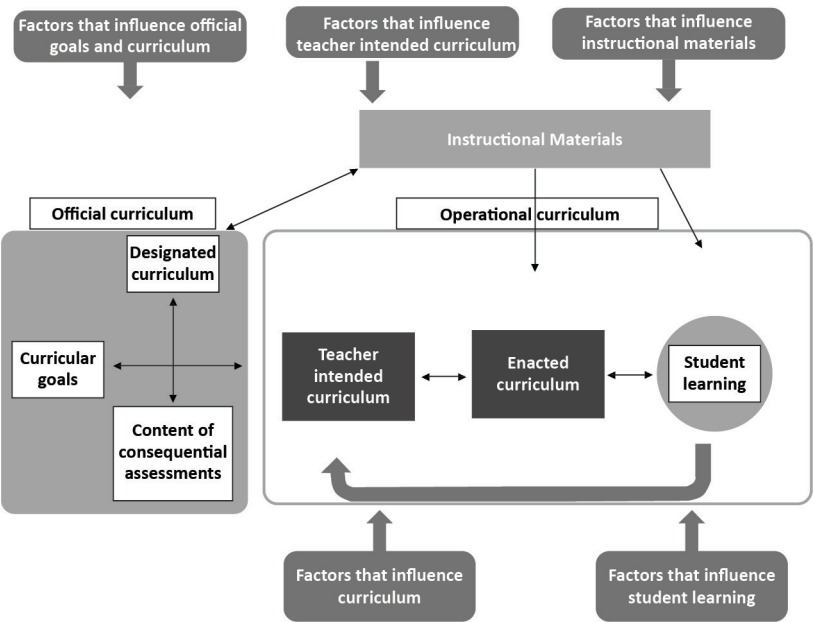 Factors that influence official
goals and curriculum
Factors that influence
teacher intended curriculum
Factors that influence
instructional materials
Instructional Materials
Official curriculum
Operational curriculum
Designated
curriculum
Curricular
goals
Content of
consequential
assessments
Teacher
intended
curriculum
Enacted
curriculum
Student
learning
Factors that influence
curriculum
Factors that influence
student learning